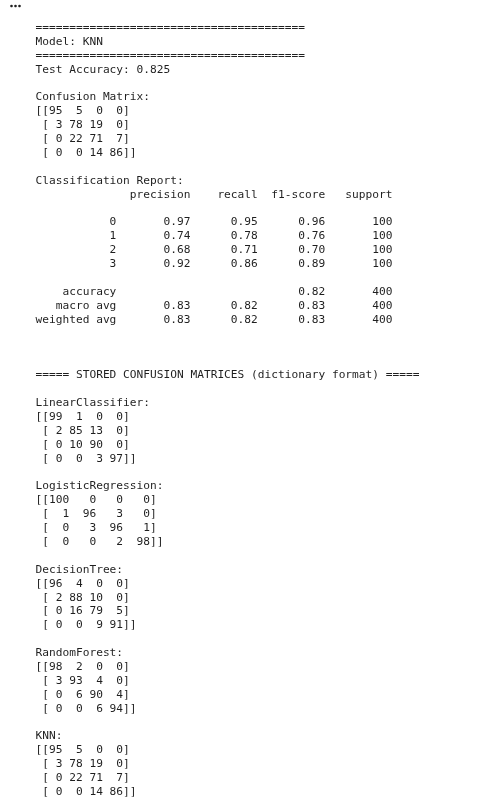 •••
========================================
Model: KNN
========================================
Test Accuracy: 0.825
Confusion Matrix:
[[95  5  0  0]
 [ 3 78 19  0]
 [ 0 22 71  7]
 [ 0  0 14 86]]
Classification Report:
              precision    recall  f1-score   support
           0       0.97      0.95      0.96       100
           1       0.74      0.78      0.76       100
           2       0.68      0.71      0.70       100
           3       0.92      0.86      0.89       100
    accuracy                           0.82       400
   macro avg       0.83      0.82      0.83       400
weighted avg       0.83      0.82      0.83       400
===== STORED CONFUSION MATRICES (dictionary format) =====
LinearClassifier:
[[99  1  0  0]
 [ 2 85 13  0]
 [ 0 10 90  0]
 [ 0  0  3 97]]
LogisticRegression:
[[100   0   0   0]
 [  1  96   3   0]
 [  0   3  96   1]
 [  0   0   2  98]]
DecisionTree:
[[96  4  0  0]
 [ 2 88 10  0]
 [ 0 16 79  5]
 [ 0  0  9 91]]
RandomForest:
[[98  2  0  0]
 [ 3 93  4  0]
 [ 0  6 90  4]
 [ 0  0  6 94]]
KNN:
[[95  5  0  0]
 [ 3 78 19  0]
 [ 0 22 71  7]
 [ 0  0 14 86]]